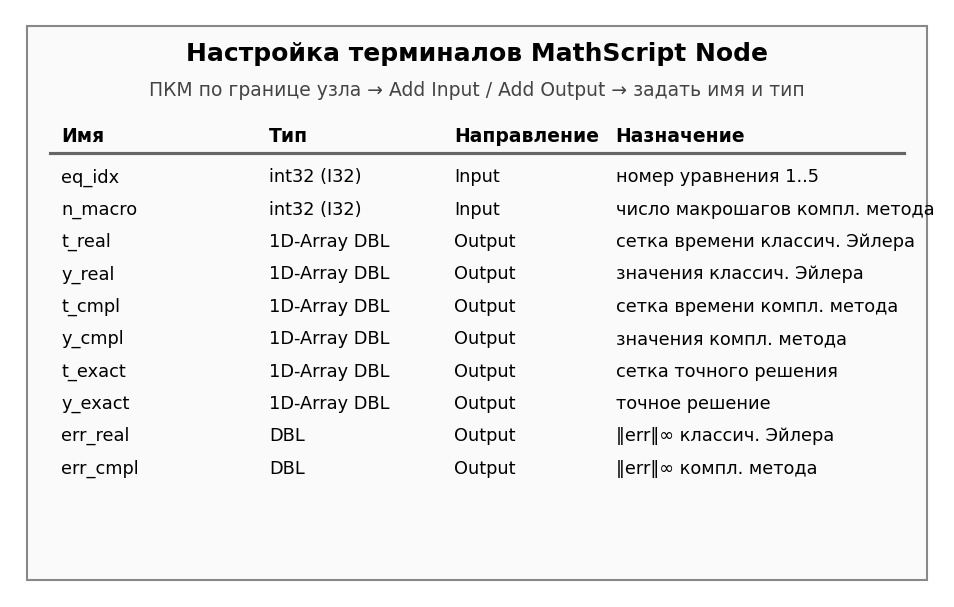 Настройка терминалов MathScript Node
ПКМ по границе узла → Add Input / Add Output → задать имя и тип
Имя Тип Направление Назначение
eq_idx int32 (I32) Input номер уравнения 1..5
n_macro int32 (I32) Input число макрошагов компл. метода
t_real 1D-Array DBL Output сетка времени классич. Эйлера
y_real 1D-Array DBL Output значения классич. Эйлера
t_cmpl 1D-Array DBL Output сетка времени компл. метода
y_cmpl 1D-Array DBL Output значения компл. метода
t_exact 1D-Array DBL Output сетка точного решения
y_exact 1D-Array DBL Output точное решение
err_real DBL Output ‖err‖∞ классич. Эйлера
err_cmpl DBL Output ‖err‖∞ компл. метода